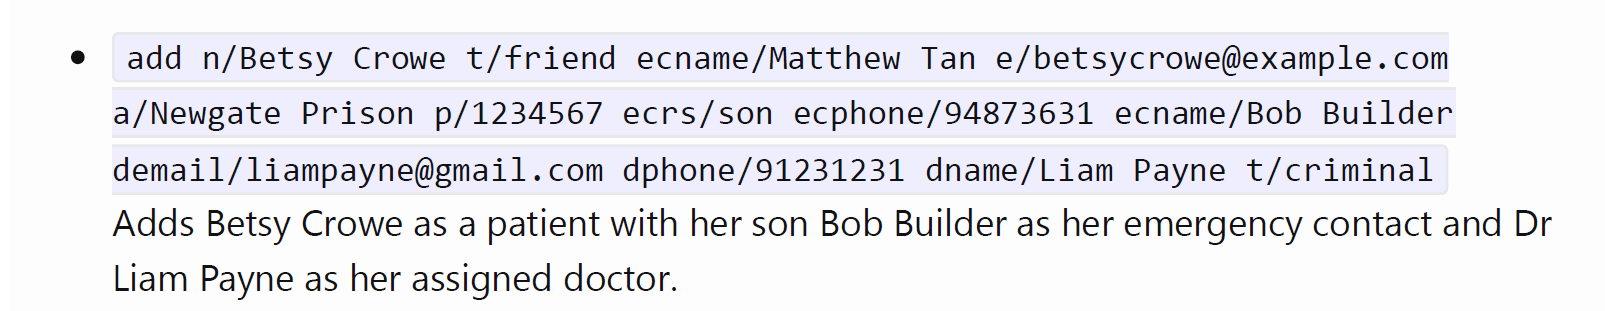 add n/Betsy Crowe t/friend ecname/Matthew Tan e/betsycrowe@example.com
a/Newgate Prison p/1234567 ecrs/son ecphone/94873631 ecname/Bob Builder
demail/liampayne@gmail.com dphone/91231231 dname/Liam Payne t/criminal
Adds Betsy Crowe as a patient with her son Bob Builder as her emergency contact and Dr
Liam Payne as her assigned doctor.